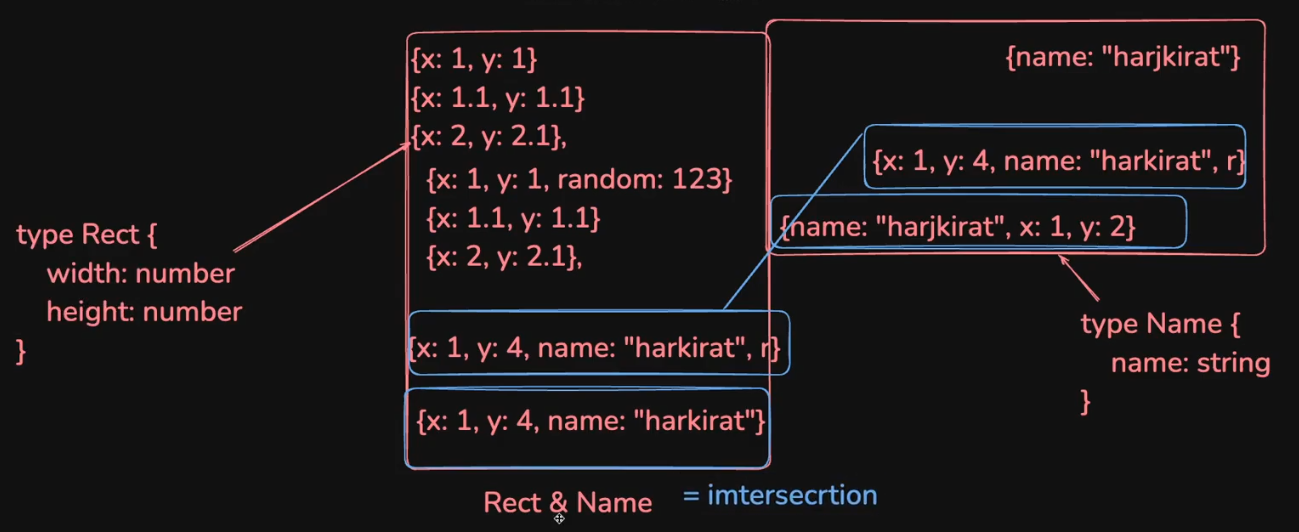 type Rect {
width: number
height: number
}
{x: 1, y: 1}
{x: 1.1, y: 1.1}
{x: 2, y: 2.1},
{x: 1, y: 1, random: 123}
{x: 1.1, y: 1.1}
{x: 2, y: 2.1},
{x: 1, y: 4, name: "harkirat", r}
{x: 1, y: 4, name: "harkirat"}
{name: "harjkirat"}
{x: 1, y: 4, name: "harkirat", r}
{name: "harjkirat", x: 1, y: 2}
type Name {
name: string
}
Rect & Name = imtersecrtion